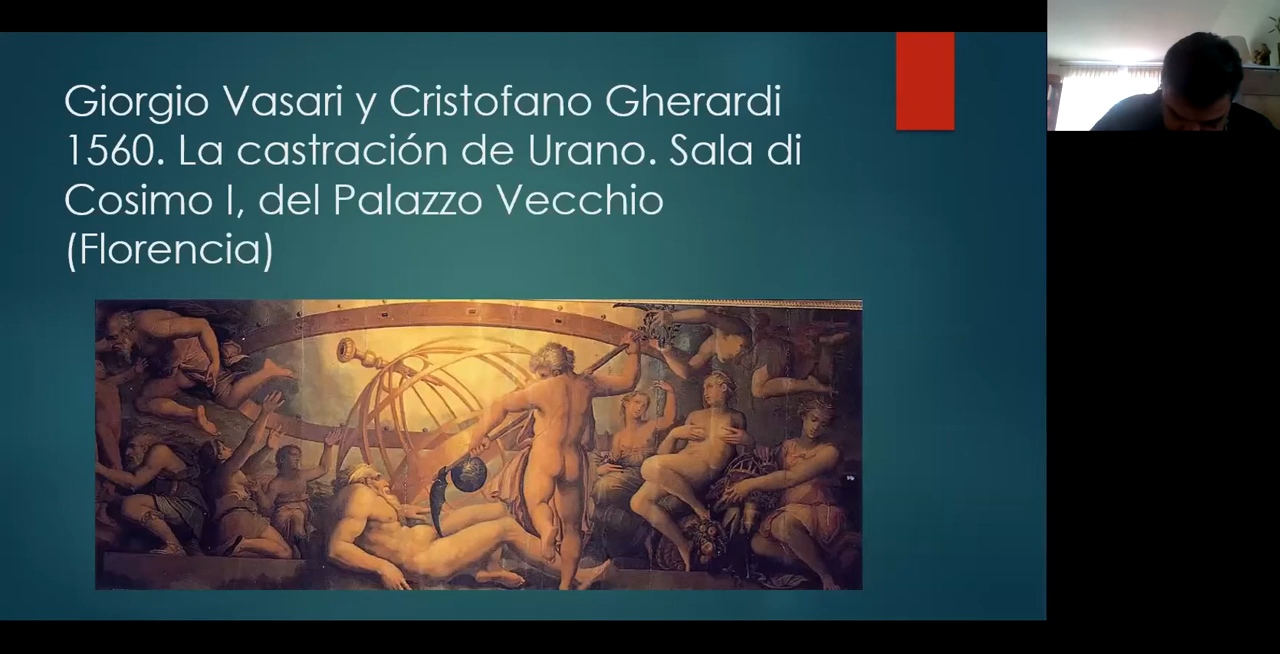 Giorgio Vasari y Cristofano Gherardi
1560. La castración de Urano. Sala di
Cosimo I, del Palazzo Vecchio
(Florencia)